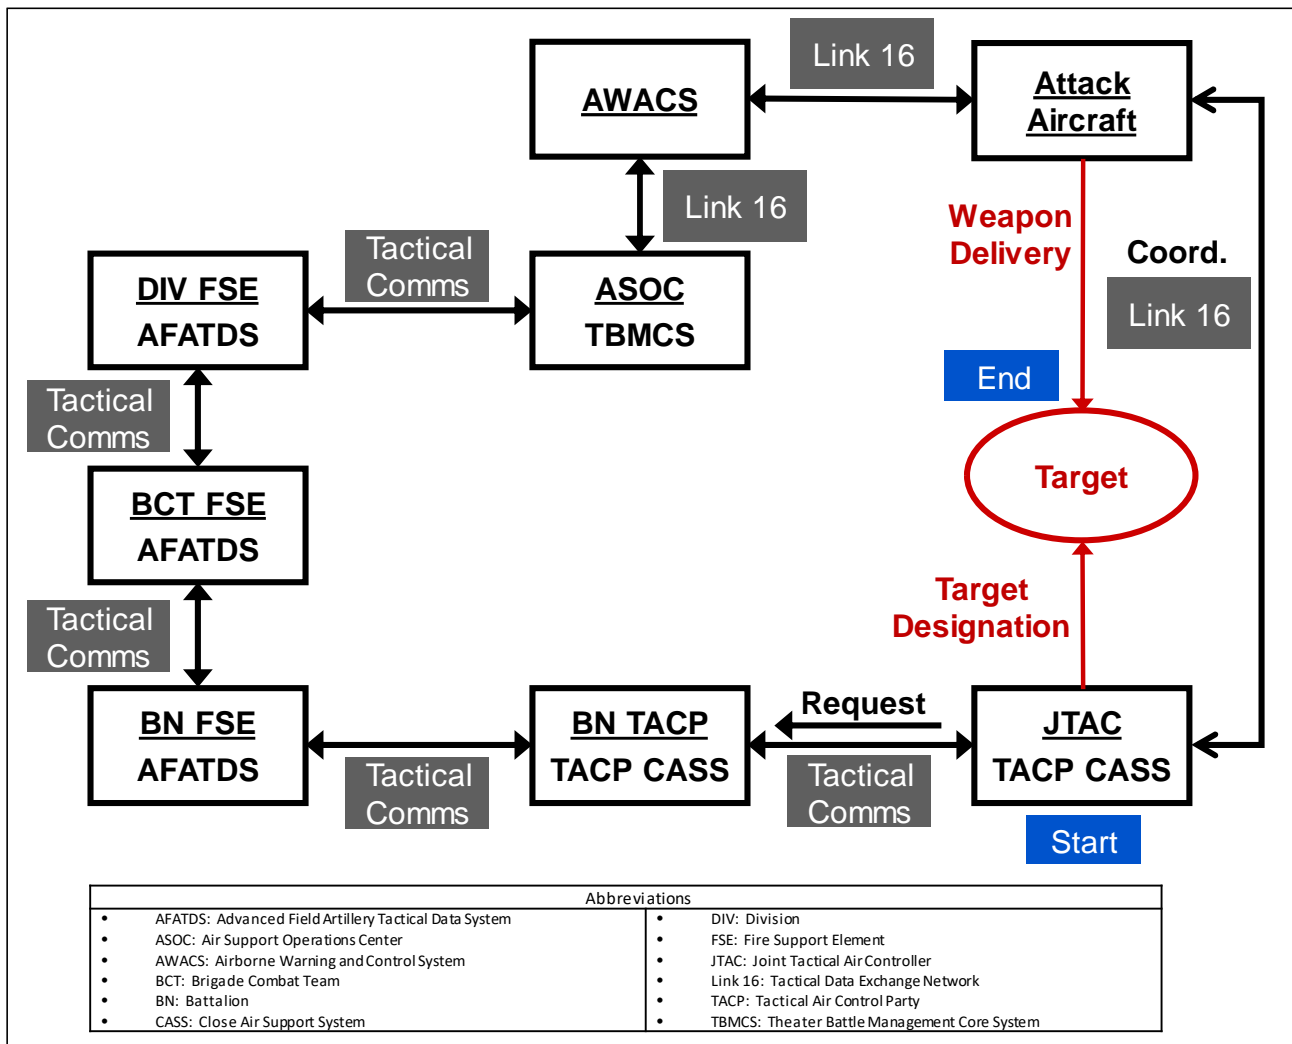 Link 16
AWACS
Attack
Aircraft
Link 16
Weapon
Delivery
Coord.
Link 16
Tactical
Comms
DIV FSE
AFATDS
ASOC
TBMCS
End
Tactical
Comms
Target
BCT FSE
AFATDS
Target
Designation
Tactical
Comms
BN FSE
AFATDS
Tactical
Comms
BN TACP
TACP CASS
Request
Tactical
Comms
JTAC
TACP CASS
Start
Abbreviations
• AFATDS: Advanced Field Artillery Tactical Data System
• ASOC: Air Support Operations Center
• AWACS: Airborne Warning and Control System
• BCT: Brigade Combat Team
• BN: Battalion
• CASS: Close Air Support System
• DIV: Division
• FSE: Fire Support Element
• JTAC: Joint Tactical Air Controller
• Link 16: Tactical Data Exchange Network
• TACP: Tactical Air Control Party
• TBMCS: Theater Battle Management Core System